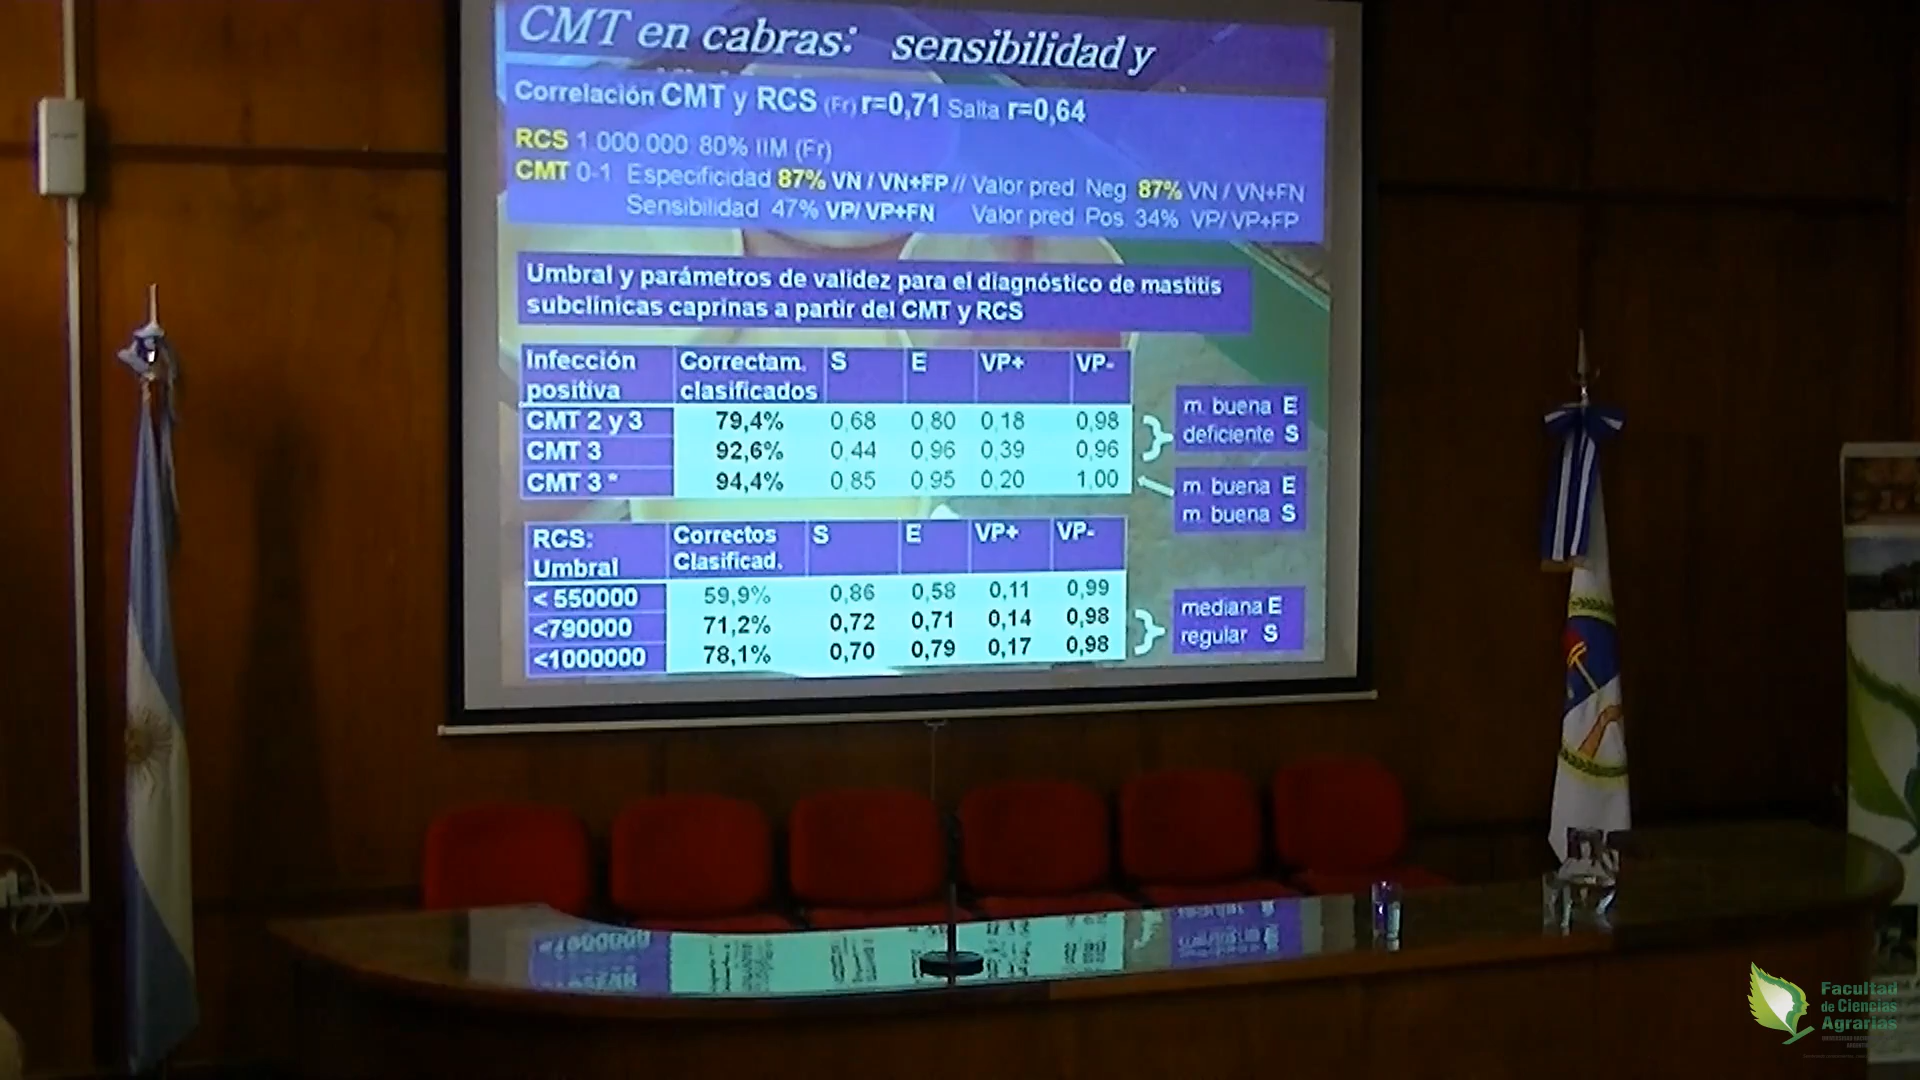 CMT en cabras: sensibilidad y
Correlación CMT y RCS (Fr) r=0,71 Salta r=0,64
RCS 1 000 000 80% IIM (Fr)
CMT 0-1 Especificidad 87% VN / VN+FP // Valor pred Neg 87% VN / VN+FN
Sensibilidad 47% VP/ VP+FN Valor pred Pos 34% VP/ VP+FP
Umbral y parámetros de validez para el diagnóstico de mastitis
subclínicas caprinas a partir del CMT y RCS
Infección positiva Correctam. clasificados S E VP+ VP-
CMT 2 y 3 79,4% 0,68 0,80 0,18 0,98
CMT 3 92,6% 0,44 0,96 0,39 0,96
CMT 3 * 94,4% 0,85 0,95 0,20 1,00
m. buena E
deficiente S
m. buena E
m. buena S
RCS: Umbral Correctos Clasificad. S E VP+ VP-
< 550000 59,9% 0,86 0,58 0,11 0,99
<790000 71,2% 0,72 0,71 0,14 0,98
<1000000 78,1% 0,70 0,79 0,17 0,98
mediana E
regular S
Facultad
de Ciencias
Agrarias